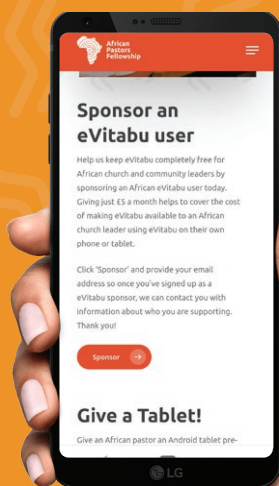 African
Pastors
Fellowship
Sponsor an
eVitabu user
Help us keep eVitabu completely free for
African church and community leaders by
sponsoring an African eVitabu user today.
Giving just £5 a month helps to cover the cost
of making eVitabu available to an African
church leader using eVitabu on their own
phone or tablet.
Click 'Sponsor' and provide your email
address so once you've signed up as a
eVitabu sponsor, we can contact you with
information about who you are supporting.
Thank you!
Sponsor
Give a Tablet!
Give an African pastor an Android tablet pre-
LG